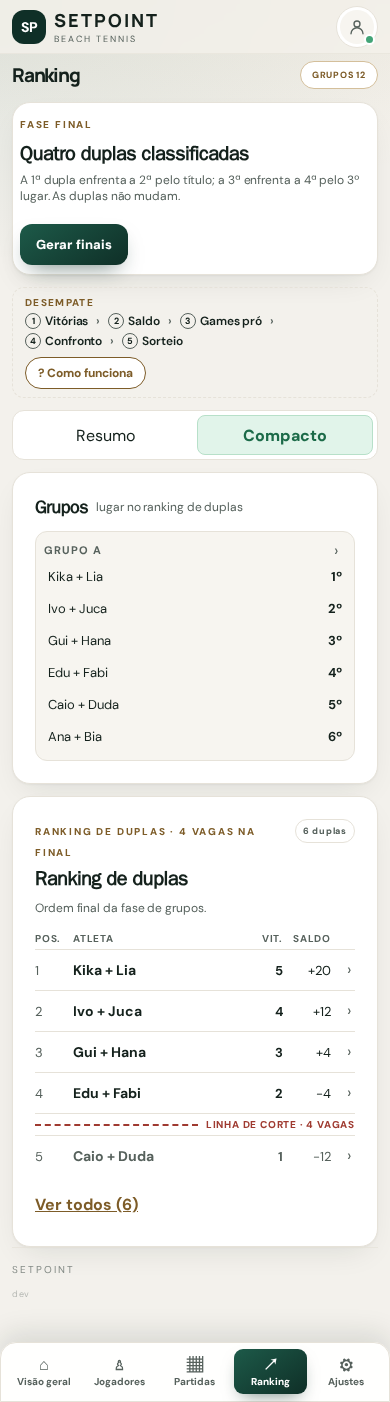 SP SETPOINT
BEACH TENNIS
Ranking
GRUPOS 12
FASE FINAL
Quatro duplas classificadas
A 1ª dupla enfrenta a 2ª pelo título; a 3ª enfrenta a 4ª pelo 3º
lugar. As duplas não mudam.
Gerar finais
DESEMPATE
1 Vitórias › 2 Saldo › 3 Games pró ›
4 Confronto › 5 Sorteio
? Como funciona
Resumo Compacto
Grupos lugar no ranking de duplas
GRUPO A ›
Kika + Lia 1º
Ivo + Juca 2º
Gui + Hana 3º
Edu + Fabi 4º
Caio + Duda 5º
Ana + Bia 6º
RANKING DE DUPLAS · 4 VAGAS NA
FINAL
6 duplas
Ranking de duplas
Ordem final da fase de grupos.
POS. ATLETA VIT. SALDO
1 Kika + Lia 5 +20 ›
2 Ivo + Juca 4 +12 ›
3 Gui + Hana 3 +4 ›
4 Edu + Fabi 2 -4 ›
LINHA DE CORTE · 4 VAGAS
5 Caio + Duda 1 -12 ›
Ver todos (6)
SETPOINT
dev
Visão geral Jogadores Partidas Ranking Ajustes